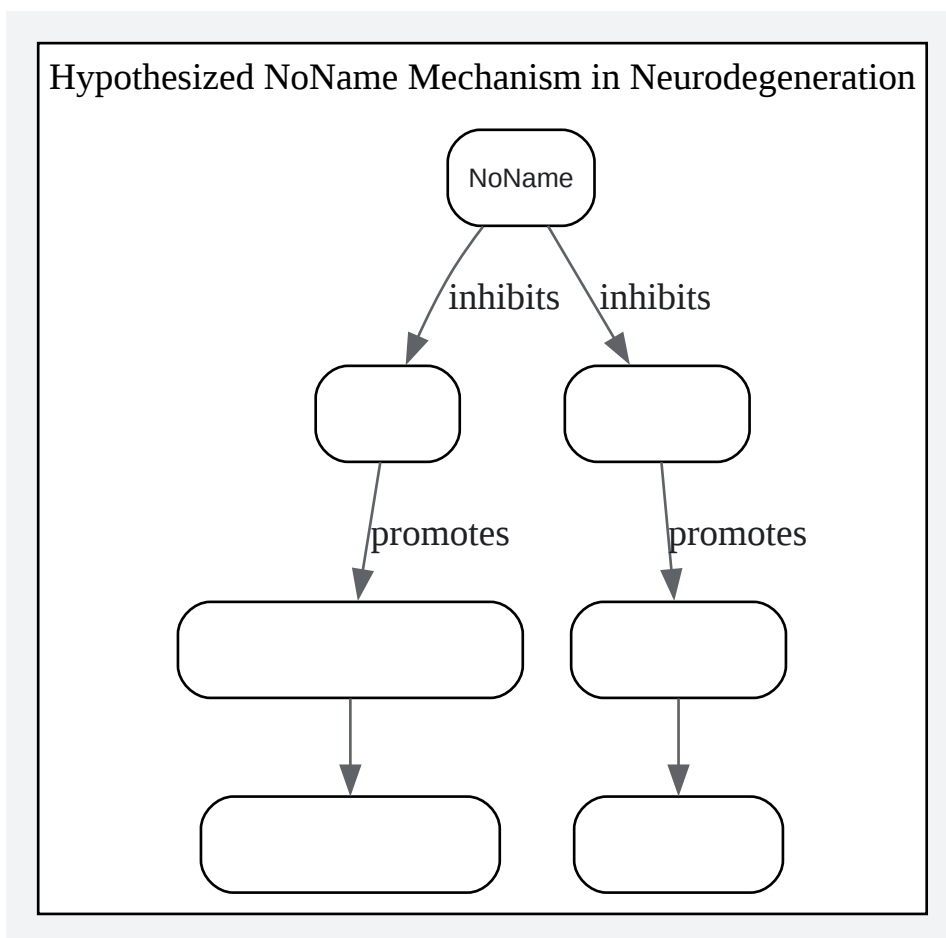 Hypothesized NoName Mechanism in Neurodegeneration
NoName
inhibits
inhibits
promotes
promotes